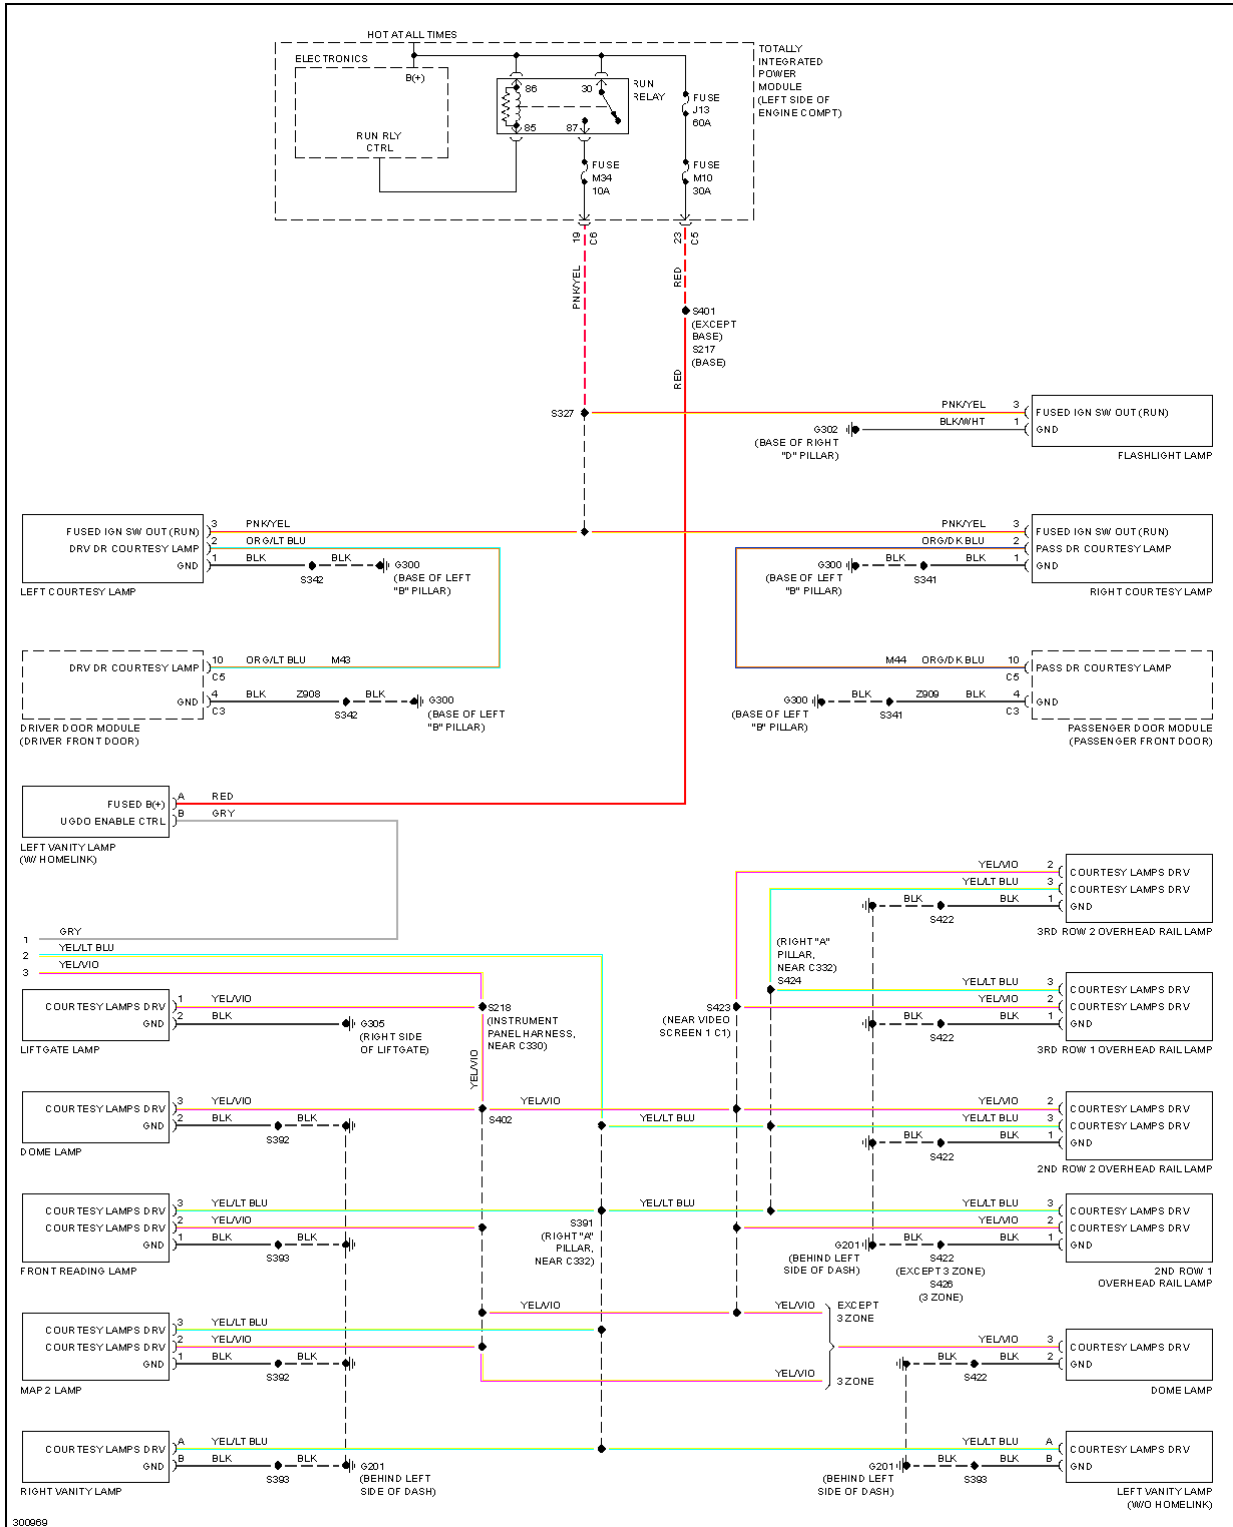 HOT AT ALL TIMES
ELECTRONICS
B(+)
RUN RLY
CTRL
86
30
85
87
RUN
RELAY
FUSE
M34
10A
FUSE
J13
60A
FUSE
M10
30A
TOTALLY
INTEGRATED
POWER
MODULE
(LEFT SIDE OF
ENGINE COMPT)
19
C6
23
C5
PNK/YEL
RED
S401
(EXCEPT
BASE)
S217
(BASE)
RED
S327
PNK/YEL 3 FUSED IGN SW OUT (RUN)
BLK/WHT 1 GND
G302
(BASE OF RIGHT
"D" PILLAR)
FLASHLIGHT LAMP
FUSED IGN SW OUT (RUN) 3 PNK/YEL
DRV DR COURTESY LAMP 2 ORG/LT BLU
GND 1 BLK BLK
S342
G300
(BASE OF LEFT
"B" PILLAR)
LEFT COURTESY LAMP
PNK/YEL 3 FUSED IGN SW OUT (RUN)
ORG/DK BLU 2 PASS DR COURTESY LAMP
BLK BLK 1 GND
G300
(BASE OF LEFT
"B" PILLAR)
S341
RIGHT COURTESY LAMP
DRV DR COURTESY LAMP 10 ORG/LT BLU M43
C5
GND 4 BLK Z908 BLK
C3
S342
G300
(BASE OF LEFT
"B" PILLAR)
DRIVER DOOR MODULE
(DRIVER FRONT DOOR)
M44 ORG/DK BLU 10 PASS DR COURTESY LAMP
C5
BLK Z909 BLK 4 GND
C3
G300
(BASE OF LEFT
"B" PILLAR)
S341
PASSENGER DOOR MODULE
(PASSENGER FRONT DOOR)
FUSED B(+) A RED
UGDO ENABLE CTRL B GRY
LEFT VANITY LAMP
(W/ HOMELINK)
YEL/VIO 2 COURTESY LAMPS DRV
YEL/LT BLU 3 COURTESY LAMPS DRV
BLK BLK 1 GND
S422
3RD ROW 2 OVERHEAD RAIL LAMP
1 GRY
2 YEL/LT BLU
3 YEL/VIO
(RIGHT "A"
PILLAR,
NEAR C332)
S424
COURTESY LAMPS DRV 1 YEL/VIO
GND 2 BLK
LIFTGATE LAMP
G305
(RIGHT SIDE
OF LIFTGATE)
S218
(INSTRUMENT
PANEL HARNESS,
NEAR C330)
YEL/VIO
S423
(NEAR VIDEO
SCREEN 1 C1)
YEL/LT BLU 3 COURTESY LAMPS DRV
YEL/VIO 2 COURTESY LAMPS DRV
BLK BLK 1 GND
S422
3RD ROW 1 OVERHEAD RAIL LAMP
COURTESY LAMPS DRV 3 YEL/VIO
GND 2 BLK BLK
S392
DOME LAMP
YEL/VIO
S402
YEL/LT BLU
YEL/VIO 2 COURTESY LAMPS DRV
YEL/LT BLU 3 COURTESY LAMPS DRV
BLK BLK 1 GND
S422
2ND ROW 2 OVERHEAD RAIL LAMP
COURTESY LAMPS DRV 3 YEL/LT BLU
COURTESY LAMPS DRV 2 YEL/VIO
GND 1 BLK BLK
S393
FRONT READING LAMP
YEL/LT BLU
S391
(RIGHT "A"
PILLAR,
NEAR C332)
YEL/LT BLU 3 COURTESY LAMPS DRV
YEL/VIO 2 COURTESY LAMPS DRV
BLK BLK 1 GND
G201
(BEHIND LEFT
SIDE OF DASH)
S422
(EXCEPT 3 ZONE)
S426
(3 ZONE)
2ND ROW 1
OVERHEAD RAIL LAMP
COURTESY LAMPS DRV 3 YEL/LT BLU
COURTESY LAMPS DRV 2 YEL/VIO
GND 1 BLK BLK
S392
MAP 2 LAMP
YEL/VIO
YEL/VIO EXCEPT
3 ZONE
YEL/VIO 3 ZONE
YEL/VIO 3 COURTESY LAMPS DRV
BLK BLK 2 GND
S422
DOME LAMP
COURTESY LAMPS DRV A YEL/LT BLU
GND B BLK BLK
S393
G201
(BEHIND LEFT
SIDE OF DASH)
RIGHT VANITY LAMP
YEL/LT BLU A COURTESY LAMPS DRV
BLK BLK B GND
G201
(BEHIND LEFT
SIDE OF DASH)
S393
LEFT VANITY LAMP
(W/O HOMELINK)
300969